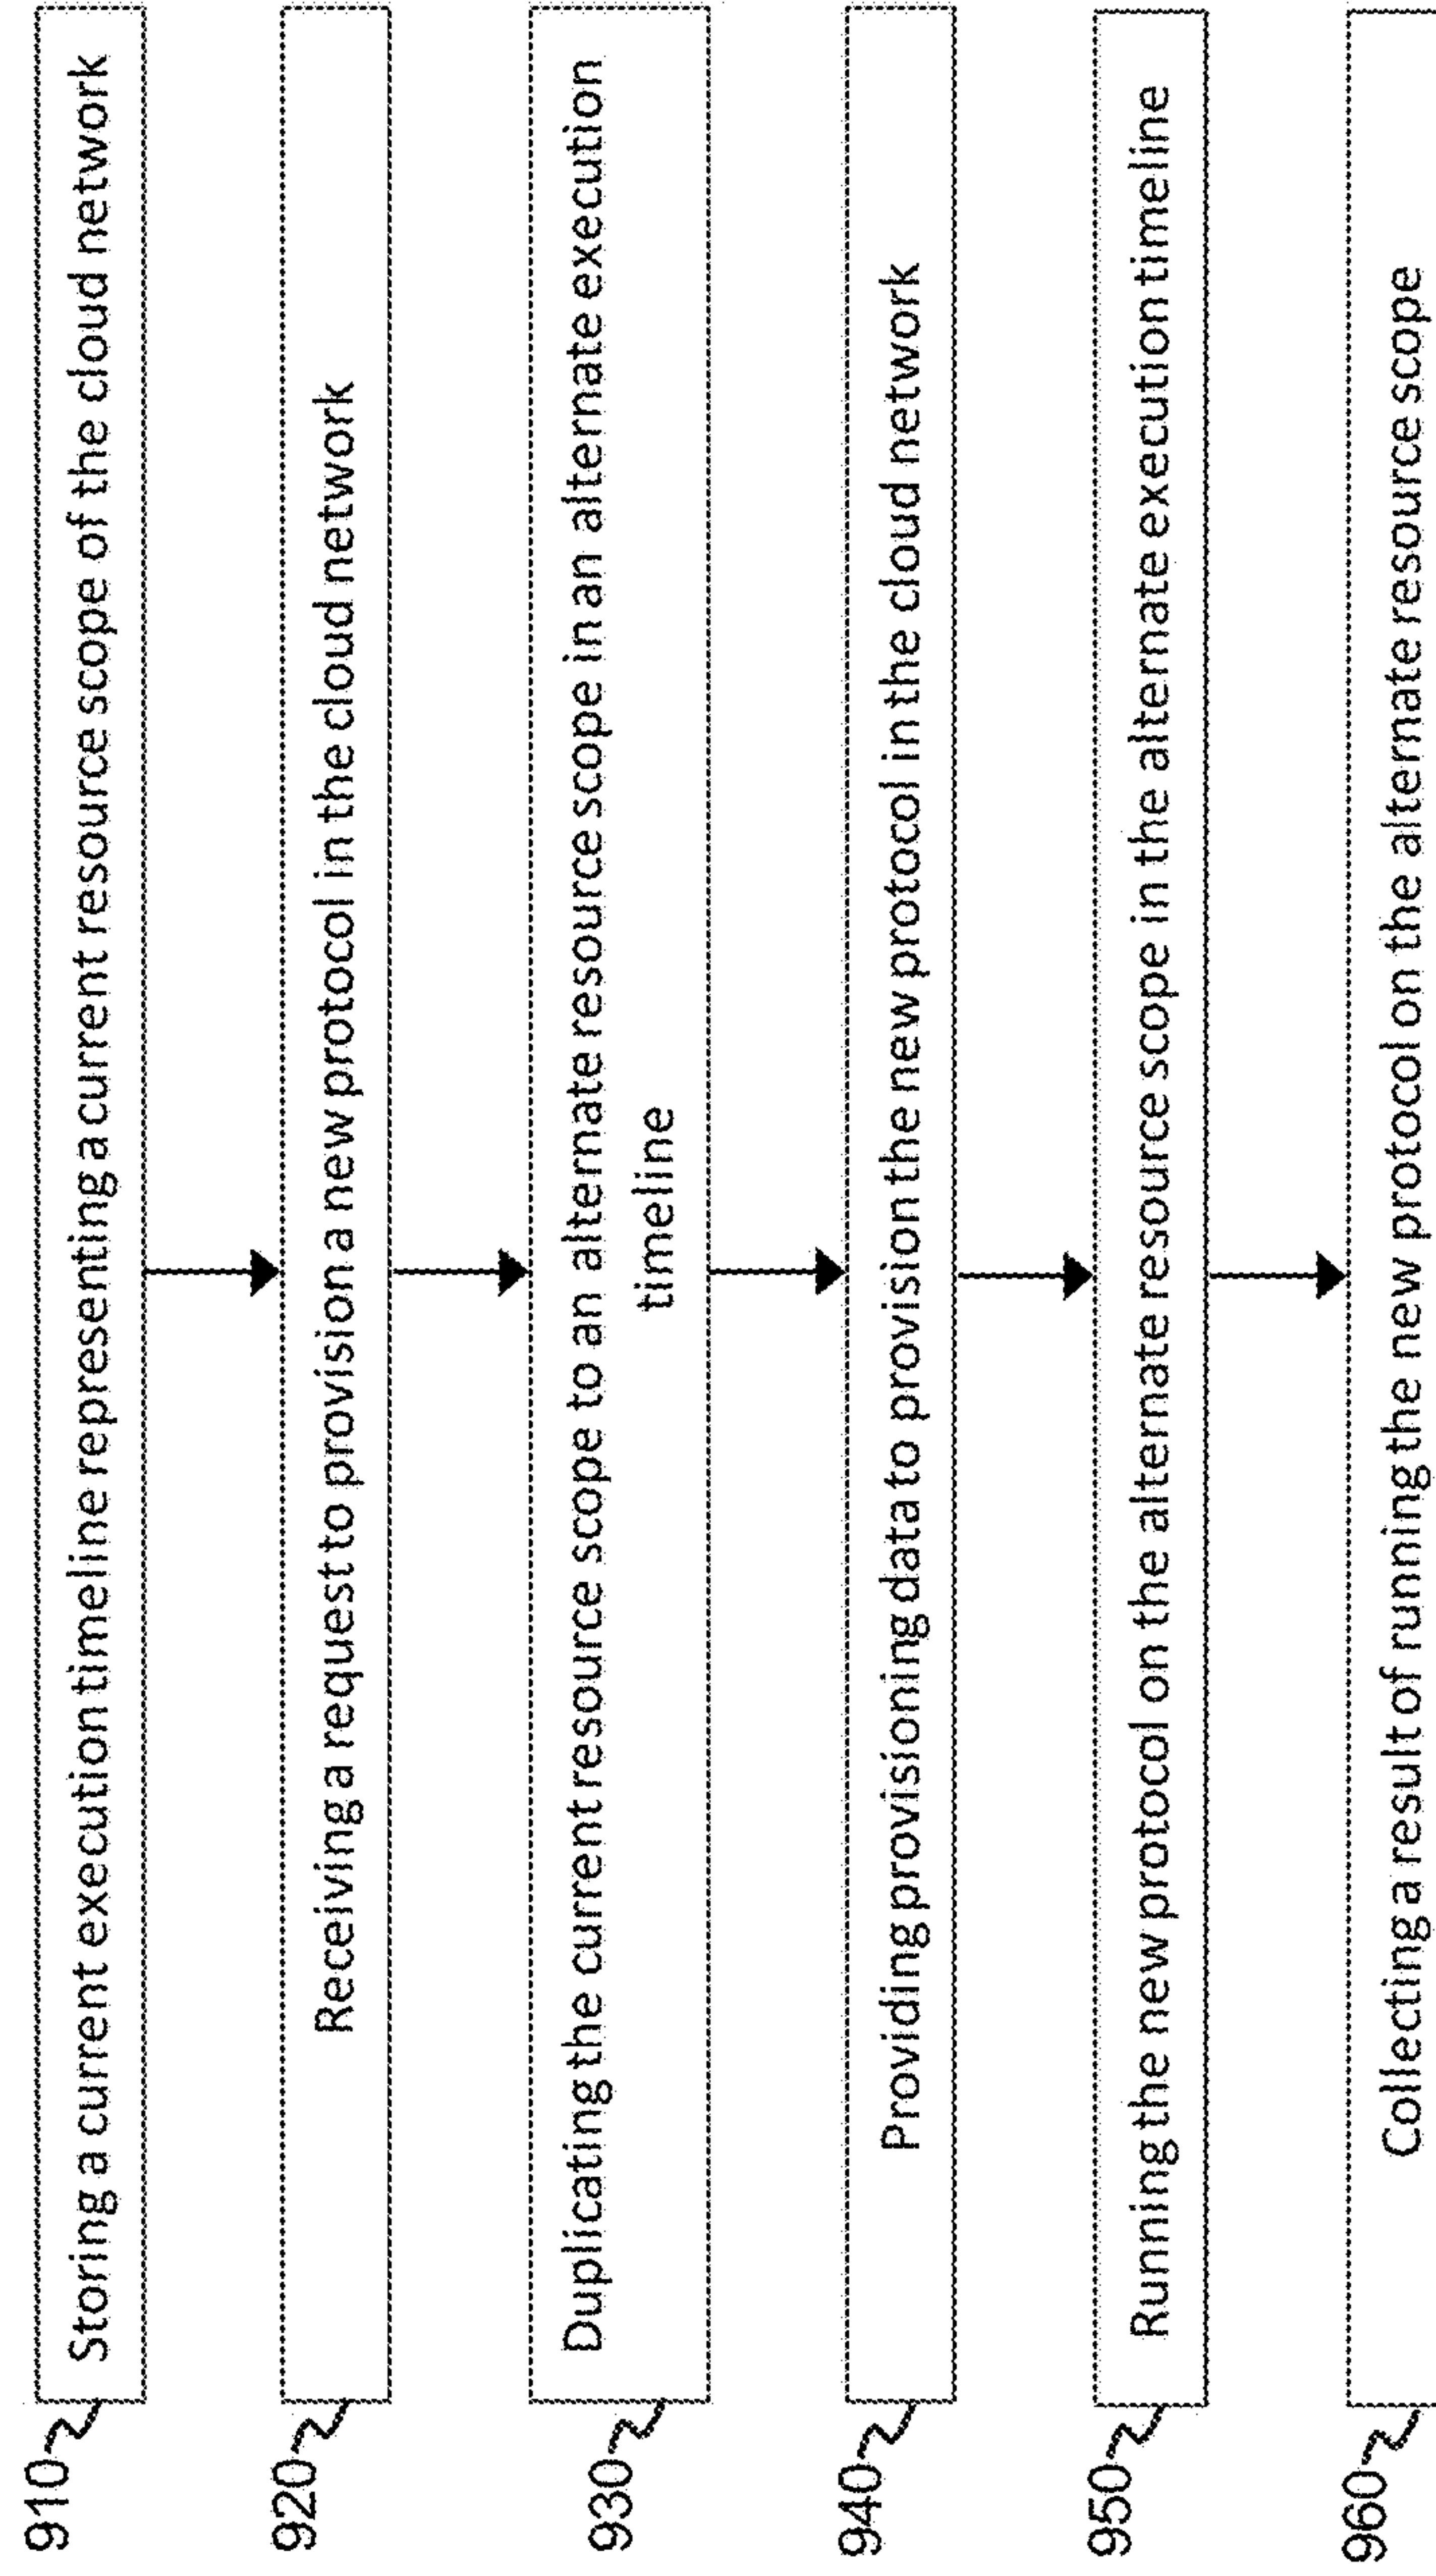 910
Storing a current execution timeline representing a current resource scope of the cloud network
920
Receiving a request to provision a new protocol in the cloud network
930
Duplicating the current resource scope to an alternate resource scope in an alternate execution
timeline
940
Providing provisioning data to provision the new protocol in the cloud network
950
Running the new protocol on the alternate resource scope in the alternate execution timeline
960
Collecting a result of running the new protocol on the alternate resource scope